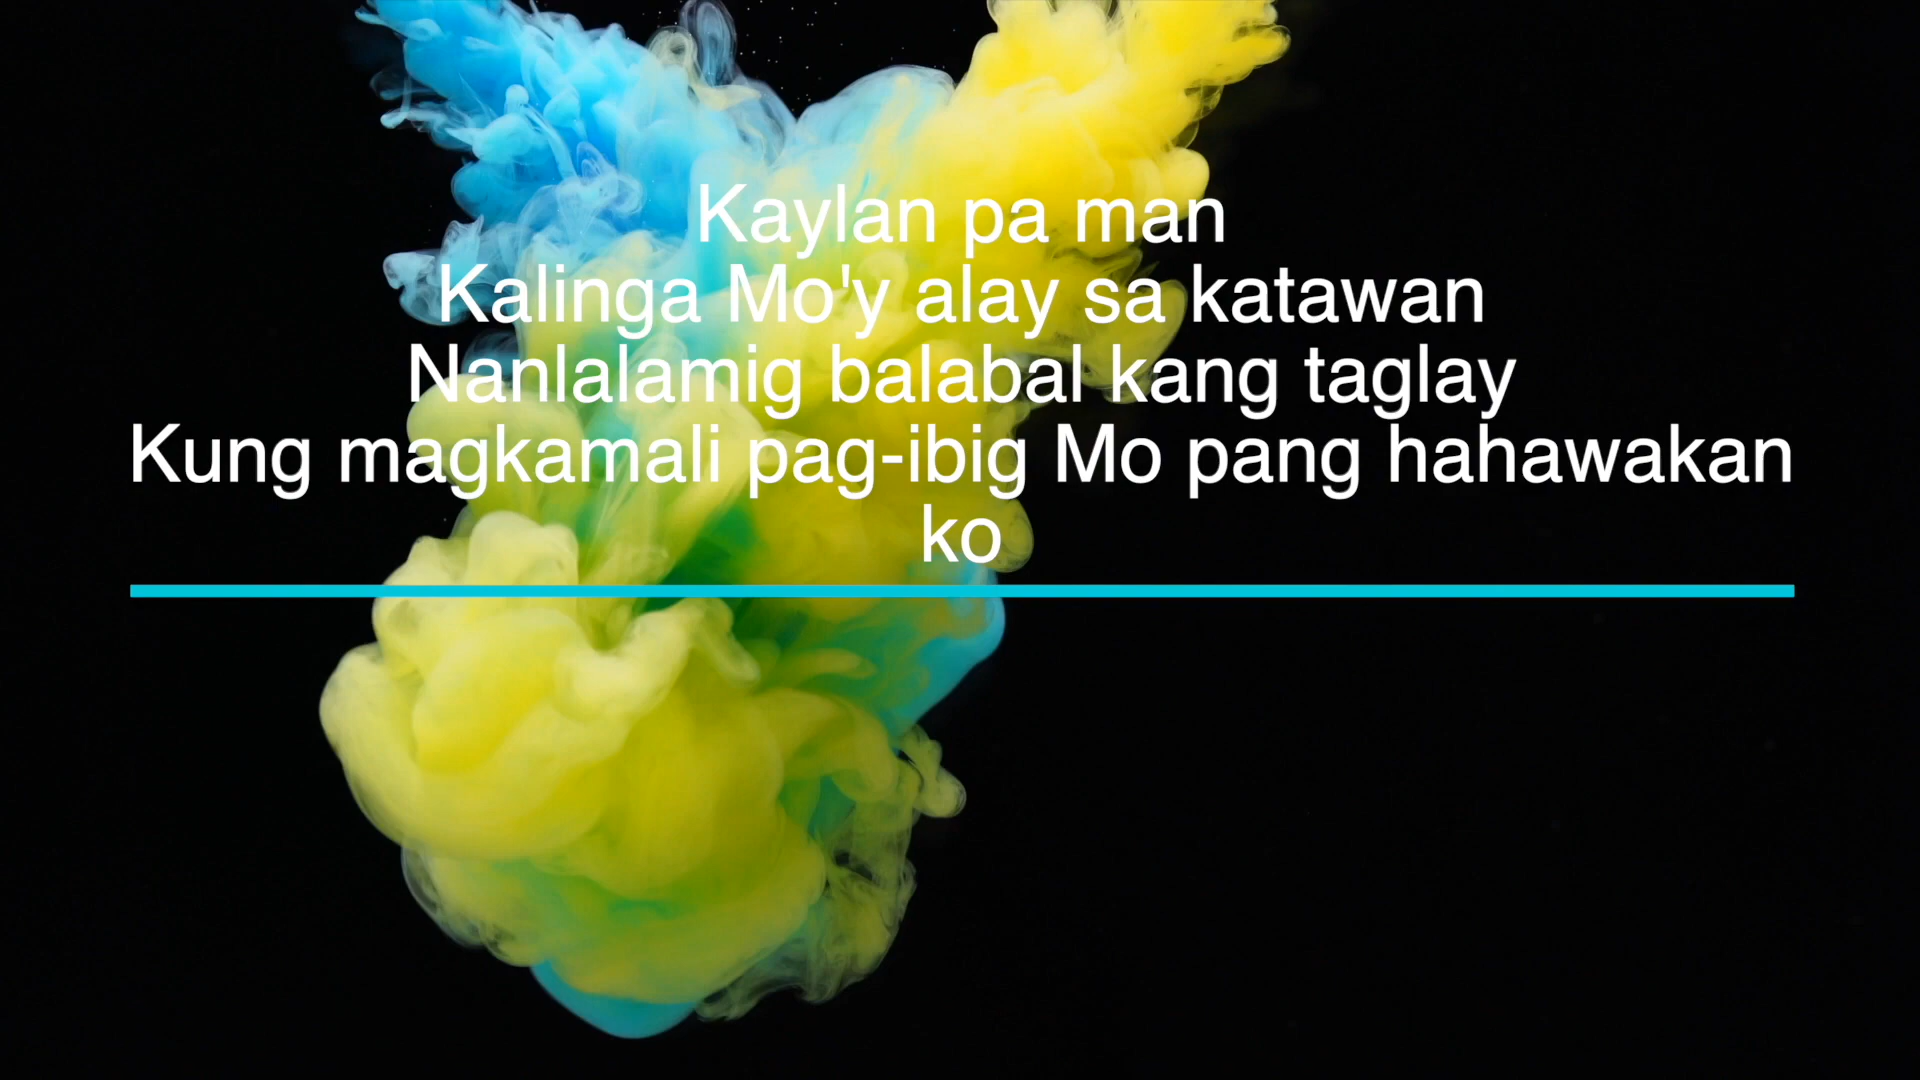 Kaylan pa man
Kalinga Mo'y alay sa katawan
Nanlalamig balabal kang taglay
Kung magkamali pag-ibig Mo pang hahawakan
ko